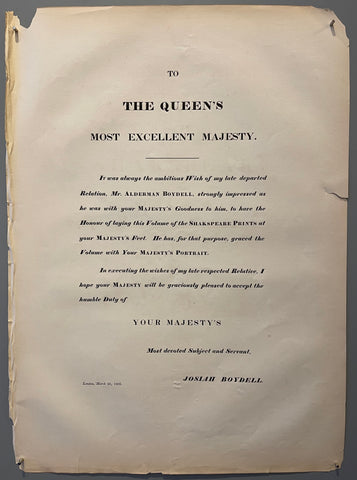 TO
THE QUEEN'S
MOST EXCELLENT MAJESTY.
It was always the ambitious Wish of my late departed
Relation, Mr. ALDERMAN BOYDELL, strongly impressed as
he was with your MAJESTY'S Goodness to him, to have the
Honour of laying this Volume of the SHAKSPEARE PRINTS at
your MAJESTY'S Feet. He has, for that purpose, graced the
Volume with Your MAJESTY'S PORTRAIT.
In executing the wishes of my late respected Relative, I
hope your MAJESTY will be graciously pleased to accept the
humble Duty of
YOUR MAJESTY'S
Most devoted Subject and Servant,
JOSIAH BOYDELL.
London, March